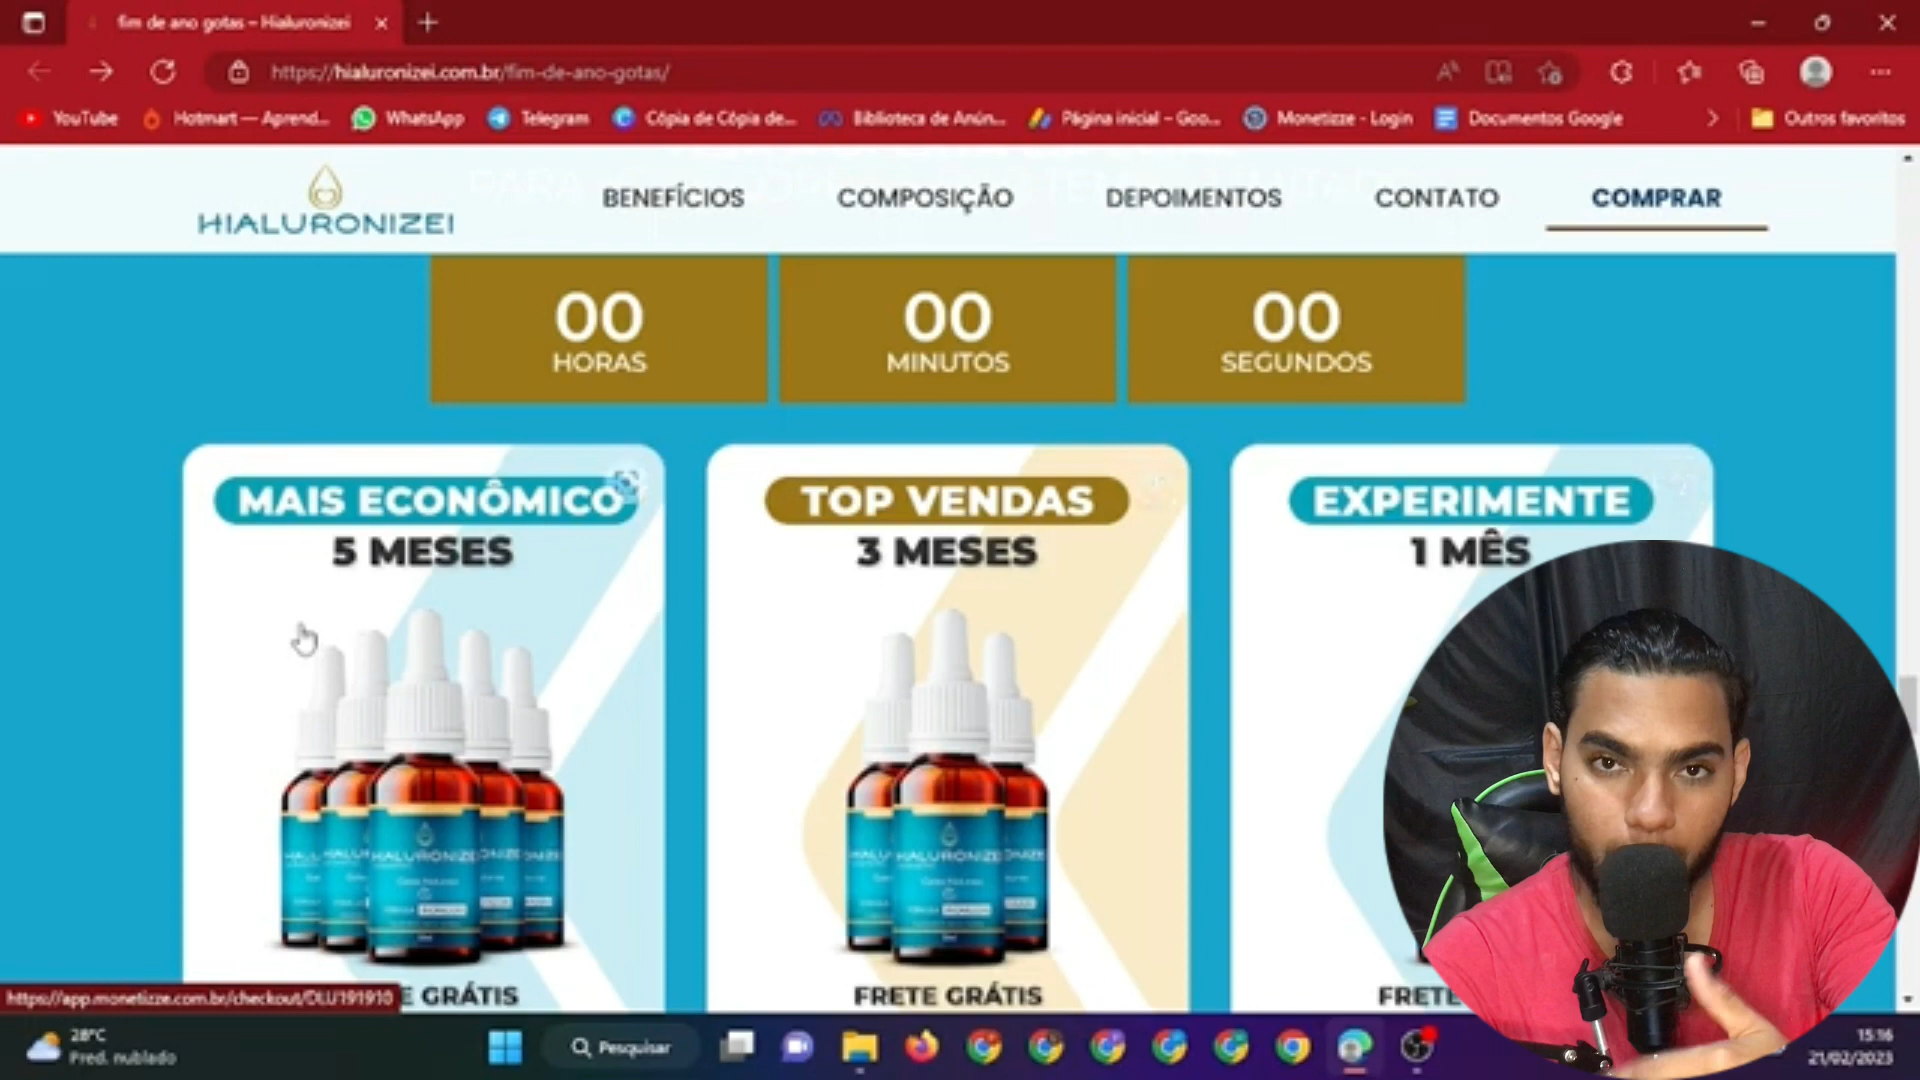 fim de ano gotas – Hialuronizei
https://hialuronizei.com.br/fim-de-ano-gotas/
YouTube
Hotmart — Aprend...
WhatsApp
Telegram
Cópia de Cópia de...
Biblioteca de Anún...
Página inicial – Goo...
Monetizze - Login
Documentos Google
Outros favoritos
HIALURONIZEI
BENEFÍCIOS
COMPOSIÇÃO
DEPOIMENTOS
CONTATO
COMPRAR
00
HORAS
00
MINUTOS
00
SEGUNDOS
MAIS ECONÔMICO
5 MESES
TOP VENDAS
3 MESES
EXPERIMENTE
1 MÊS
HIALURONIZEI
HIALURONIZEI
E GRÁTIS
FRETE GRÁTIS
FRETE
https://app.monetizze.com.br/checkout/DLU191910
28°C
Pred. nublado
Pesquisar
15:16
21/02/2023